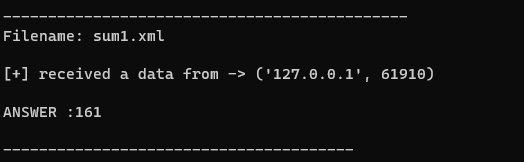 ---------------------------------------------
Filename: sum1.xml
[+] received a data from -> ('127.0.0.1', 61910)
ANSWER :161
---------------------------------------